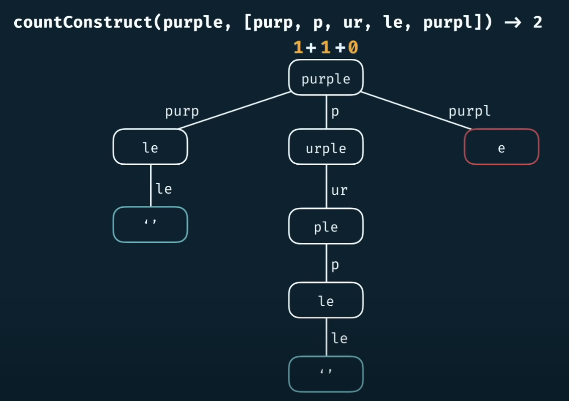 countConstruct(purple, [purp, p, ur, le, purpl]) → 2
1+1+0
purple
purp p purpl
le urple e
le ur
‘’ ple
p
le
le
‘’